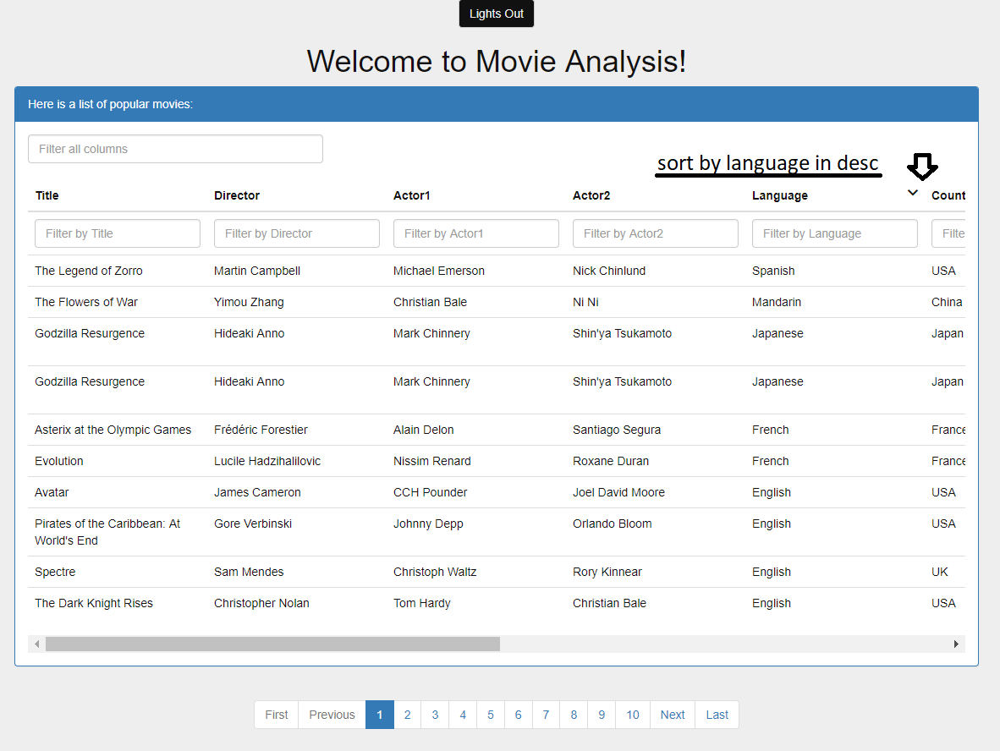 Lights Out
Welcome to Movie Analysis!
Here is a list of popular movies:
Filter all columns
sort by language in desc
Title Director Actor1 Actor2 Language Count
Filter by Title Filter by Director Filter by Actor1 Filter by Actor2 Filter by Language Filte
The Legend of Zorro Martin Campbell Michael Emerson Nick Chinlund Spanish USA
The Flowers of War Yimou Zhang Christian Bale Ni Ni Mandarin China
Godzilla Resurgence Hideaki Anno Mark Chinnery Shin'ya Tsukamoto Japanese Japan
Godzilla Resurgence Hideaki Anno Mark Chinnery Shin'ya Tsukamoto Japanese Japan
Asterix at the Olympic Games Frédéric Forestier Alain Delon Santiago Segura French France
Evolution Lucile Hadzihalilovic Nissim Renard Roxane Duran French France
Avatar James Cameron CCH Pounder Joel David Moore English USA
Pirates of the Caribbean: At Gore Verbinski Johnny Depp Orlando Bloom English USA
World's End
Spectre Sam Mendes Christoph Waltz Rory Kinnear English UK
The Dark Knight Rises Christopher Nolan Tom Hardy Christian Bale English USA
First Previous 1 2 3 4 5 6 7 8 9 10 Next Last